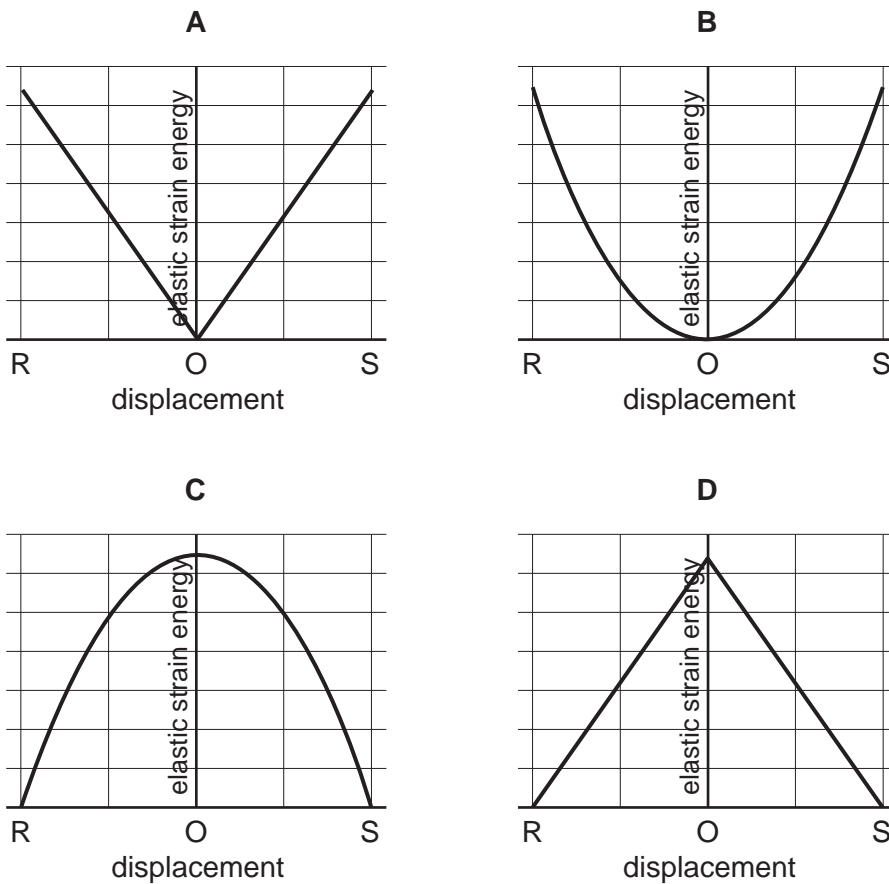 A
B
elastic strain energy
elastic strain energy
R O S
R O S
displacement
displacement
C
D
elastic strain energy
elastic strain energy
R O S
R O S
displacement
displacement